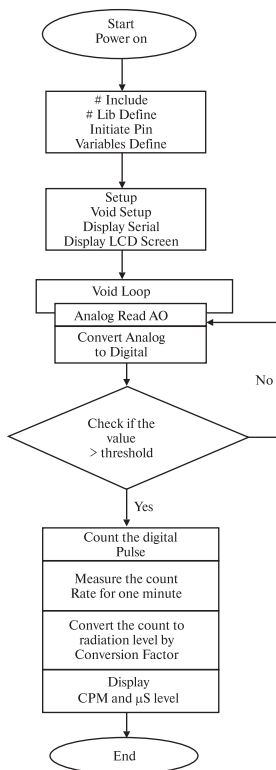 Start
Power on
# Include
# Lib Define
Initiate Pin
Variables Define
Setup
Void Setup
Display Serial
Display LCD Screen
Void Loop
Analog Read AO
Convert Analog
to Digital
No
Check if the
value
> threshold
Yes
Count the digital
Pulse
Measure the count
Rate for one minute
Convert the count to
radiation level by
Conversion Factor
Display
CPM and μS level
End